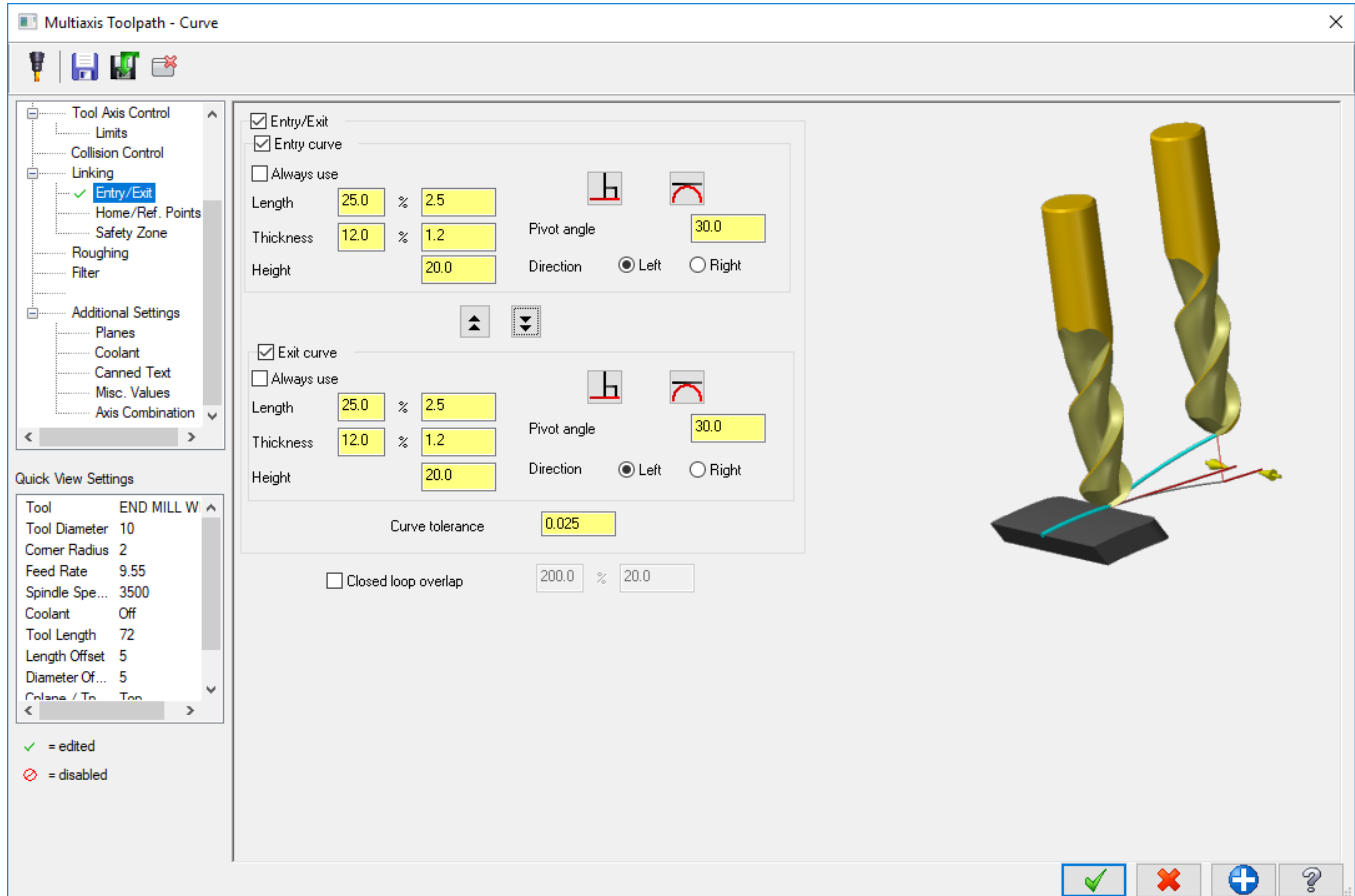 Multiaxis Toolpath - Curve
Tool Axis Control
Limits
Collision Control
Linking
Entry/Exit
Home/Ref. Points
Safety Zone
Roughing
Filter
Additional Settings
Planes
Coolant
Canned Text
Misc. Values
Axis Combination
Quick View Settings
Tool END MILL WI
Tool Diameter 10
Corner Radius 2
Feed Rate 9.55
Spindle Spe... 3500
Coolant Off
Tool Length 72
Length Offset 5
Diameter Of... 5
Cplane / Tp... Top
= edited
= disabled
Entry/Exit
Entry curve
Always use
Length 25.0 % 2.5
Thickness 12.0 % 1.2 Pivot angle 30.0
Height 20.0 Direction Left Right
Exit curve
Always use
Length 25.0 % 2.5
Thickness 12.0 % 1.2 Pivot angle 30.0
Height 20.0 Direction Left Right
Curve tolerance 0.025
Closed loop overlap 200.0 % 20.0